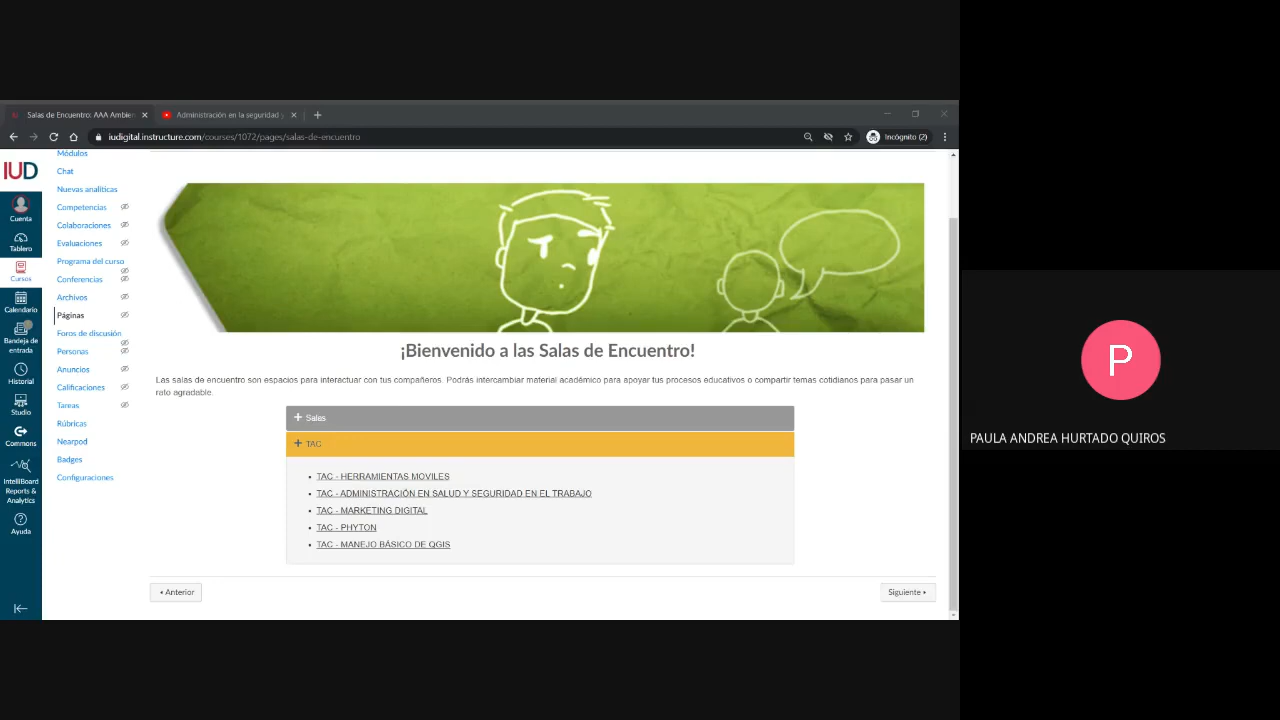 Salas de Encuentro: AAA Ambien
Administración en la seguridad y
iudigital.instructure.com/courses/1072/pages/salas-de-encuentro
Incógnito (2)
IUD
Cuenta
Tablero
Cursos
Calendario
Bandeja de
entrada
Historial
Studio
Commons
IntelliBoard
Reports &
Analytics
Ayuda
Módulos
Chat
Nuevas analíticas
Competencias
Colaboraciones
Evaluaciones
Programa del curso
Conferencias
Archivos
Páginas
Foros de discusión
Personas
Anuncios
Calificaciones
Tareas
Rúbricas
Nearpod
Badges
Configuraciones
¡Bienvenido a las Salas de Encuentro!
Las salas de encuentro son espacios para interactuar con tus compañeros. Podrás intercambiar material académico para apoyar tus procesos educativos o compartir temas cotidianos para pasar un
rato agradable.
+ Salas
+ TAC
• TAC - HERRAMIENTAS MOVILES
• TAC - ADMINISTRACIÓN EN SALUD Y SEGURIDAD EN EL TRABAJO
• TAC - MARKETING DIGITAL
• TAC - PHYTON
• TAC - MANEJO BÁSICO DE QGIS
◂ Anterior
Siguiente ▸
P
PAULA ANDREA HURTADO QUIROS